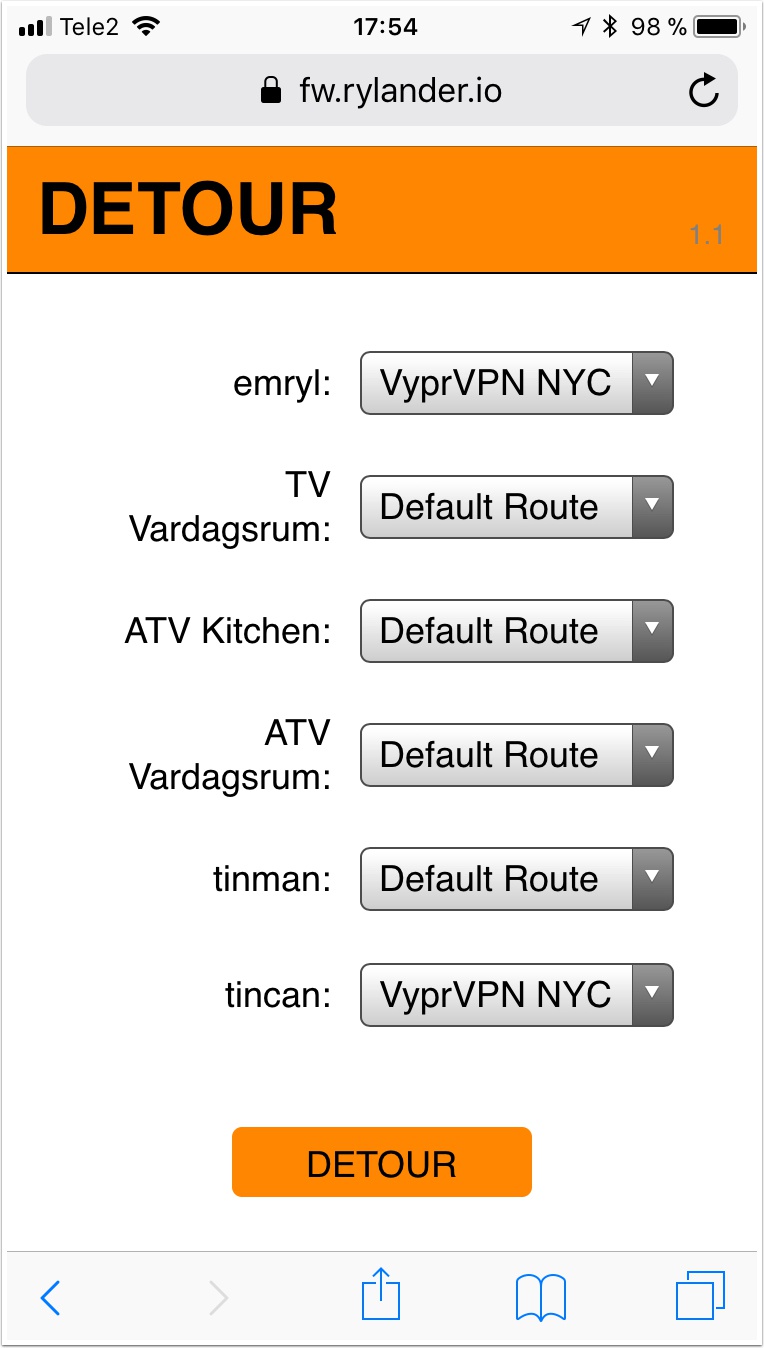 Tele2 17:54 98 %
fw.rylander.io
DETOUR
1.1
emryl: VyprVPN NYC
TV
Vardagsrum: Default Route
ATV Kitchen: Default Route
ATV
Vardagsrum: Default Route
tinman: Default Route
tincan: VyprVPN NYC
DETOUR